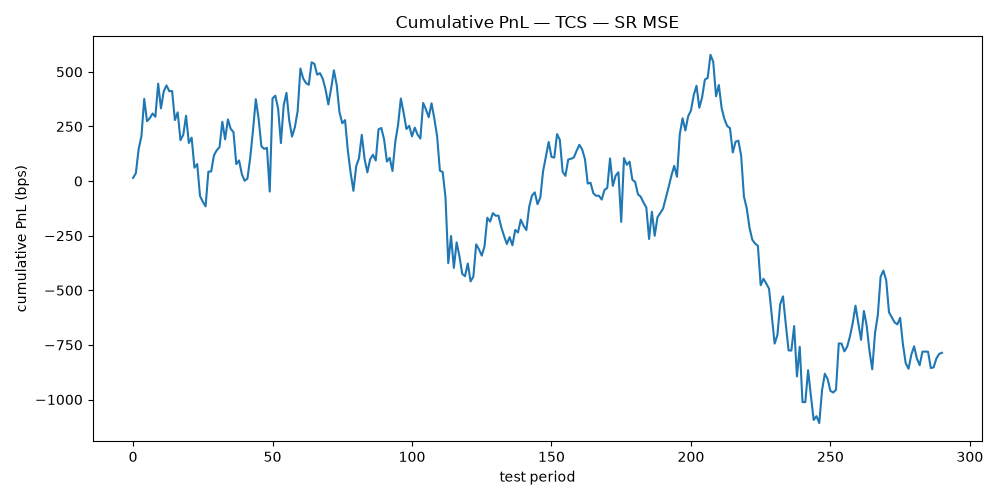 Cumulative PnL — TCS — SR MSE
cumulative PnL (bps)
500
250
0
−250
−500
−750
−1000
0 50 100 150 200 250 300
test period